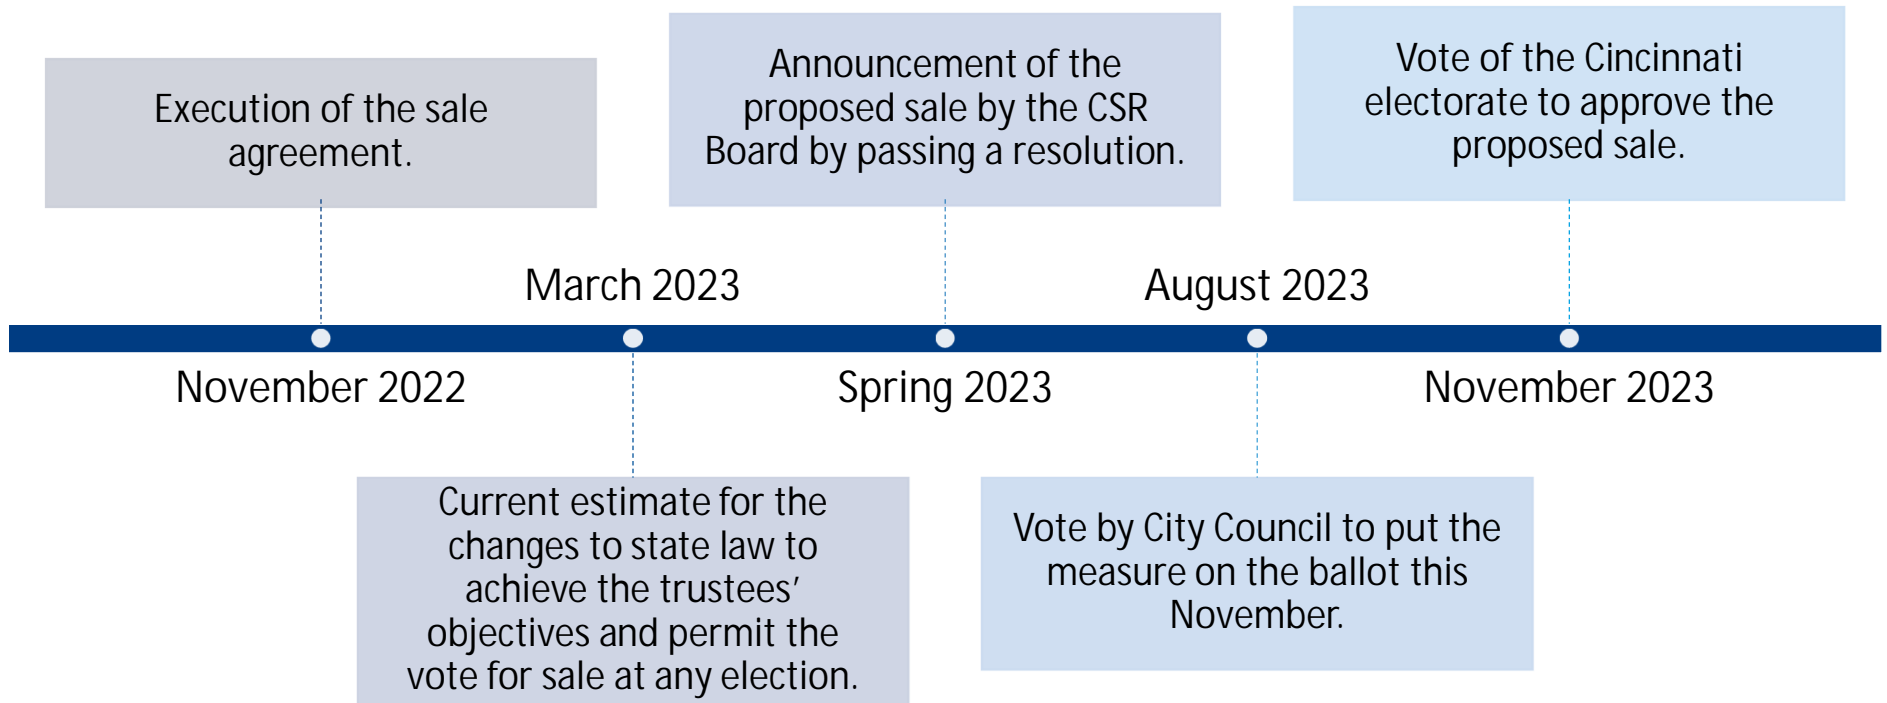 Execution of the sale
agreement.
Announcement of the
proposed sale by the CSR
Board by passing a resolution.
Vote of the Cincinnati
electorate to approve the
proposed sale.
March 2023
August 2023
November 2022
Spring 2023
November 2023
Current estimate for the
changes to state law to
achieve the trustees’
objectives and permit the
vote for sale at any election.
Vote by City Council to put the
measure on the ballot this
November.